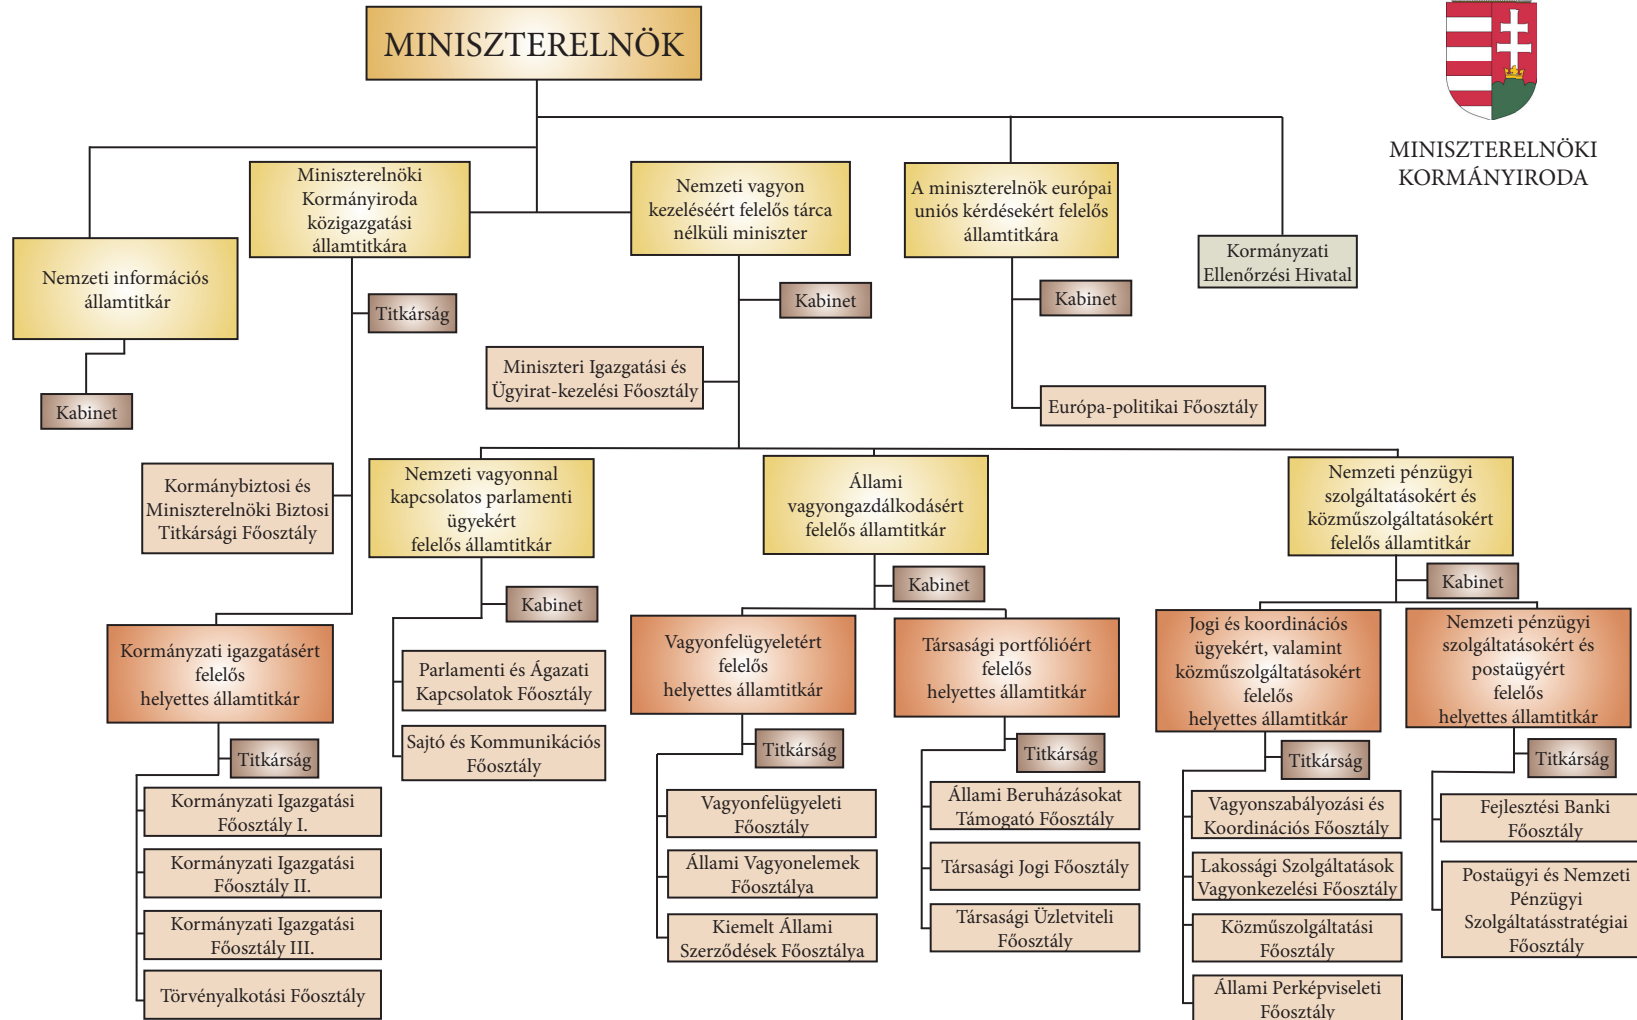 MINISZTERELNÖK
MINISZTERELNÖKI
KORMÁNYIRODA
Nemzeti információs
államtitkár
Kabinet
Miniszterelnöki
Kormányiroda
közigazgatási
államtitkára
Titkárság
Kormánybiztosi és
Miniszterelnöki Biztosi
Titkársági Főosztály
Nemzeti vagyon
kezeléséért felelős tárca
nélküli miniszter
Kabinet
Miniszteri Igazgatási és
Ügyirat-kezelési Főosztály
A miniszterelnök európai
uniós kérdésekért felelős
államtitkára
Kabinet
Európa-politikai Főosztály
Kormányzati
Ellenőrzési Hivatal
Kormányzati igazgatásért
felelős
helyettes államtitkár
Titkárság
Kormányzati Igazgatási
Főosztály I.
Kormányzati Igazgatási
Főosztály II.
Kormányzati Igazgatási
Főosztály III.
Törvényalkotási Főosztály
Nemzeti vagyonnal
kapcsolatos parlamenti
ügyekért
felelős államtitkár
Kabinet
Parlamenti és Ágazati
Kapcsolatok Főosztály
Sajtó és Kommunikációs
Főosztály
Állami
vagyongazdálkodásért
felelős államtitkár
Kabinet
Vagyonfelügyeletért
felelős
helyettes államtitkár
Titkárság
Vagyonfelügyeleti
Főosztály
Állami Vagyonelemek
Főosztálya
Kiemelt Állami
Szerződések Főosztálya
Társasági portfólióért
felelős
helyettes államtitkár
Titkárság
Állami Beruházásokat
Támogató Főosztály
Társasági Jogi Főosztály
Társasági Üzletviteli
Főosztály
Nemzeti pénzügyi
szolgáltatásokért és
közműszolgáltatásokért
felelős államtitkár
Kabinet
Jogi és koordinációs
ügyekért, valamint
közműszolgáltatásokért
felelős
helyettes államtitkár
Titkárság
Vagyonszabályozási és
Koordinációs Főosztály
Lakossági Szolgáltatások
Vagyonkezelési Főosztály
Közműszolgáltatási
Főosztály
Állami Perképviseleti
Főosztály
Nemzeti pénzügyi
szolgáltatásokért és
postaügyért
felelős
helyettes államtitkár
Titkárság
Fejlesztési Banki
Főosztály
Postaügyi és Nemzeti
Pénzügyi
Szolgáltatásstratégiai
Főosztály